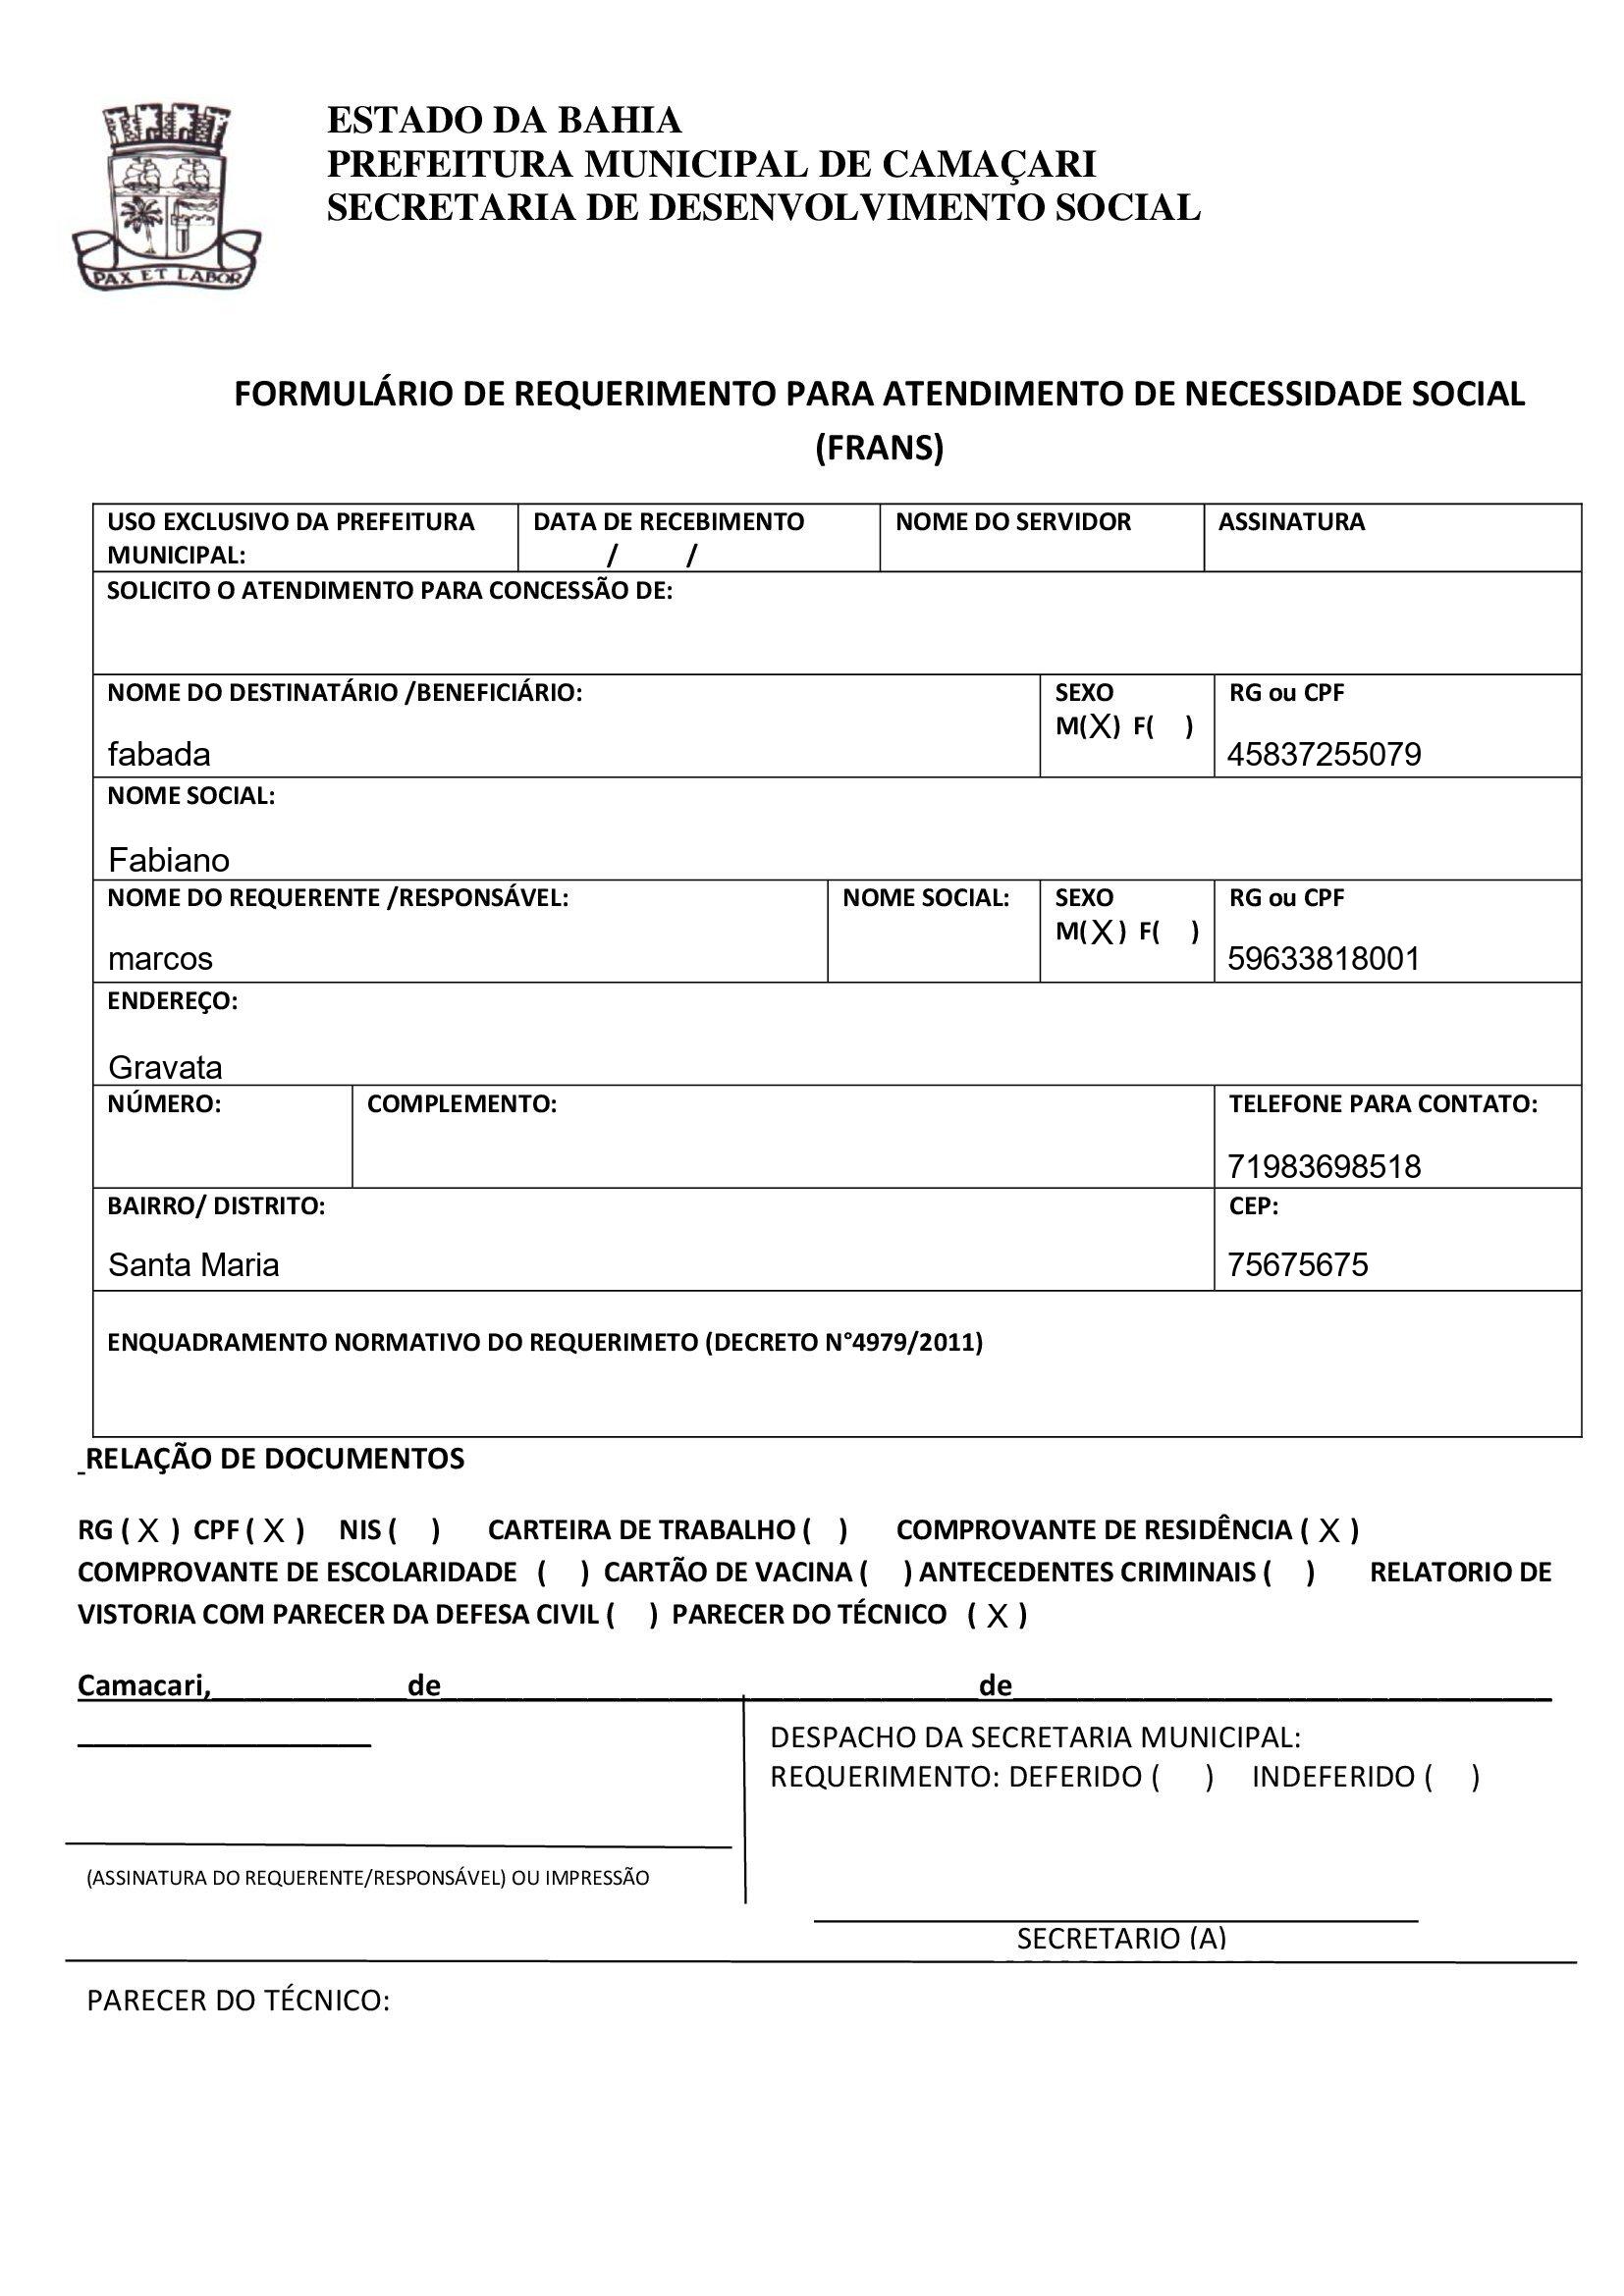 PAX ET LABOR
ESTADO DA BAHIA
PREFEITURA MUNICIPAL DE CAMAÇARI
SECRETARIA DE DESENVOLVIMENTO SOCIAL
FORMULÁRIO DE REQUERIMENTO PARA ATENDIMENTO DE NECESSIDADE SOCIAL
(FRANS)
USO EXCLUSIVO DA PREFEITURA
MUNICIPAL:
DATA DE RECEBIMENTO
/ /
NOME DO SERVIDOR
ASSINATURA
SOLICITO O ATENDIMENTO PARA CONCESSÃO DE:
NOME DO DESTINATÁRIO /BENEFICIÁRIO:
fabada
SEXO
M(X) F( )
RG ou CPF
45837255079
NOME SOCIAL:
Fabiano
NOME DO REQUERENTE /RESPONSÁVEL:
marcos
NOME SOCIAL:
SEXO
M(X) F( )
RG ou CPF
59633818001
ENDEREÇO:
Gravata
NÚMERO:
COMPLEMENTO:
TELEFONE PARA CONTATO:
71983698518
BAIRRO/ DISTRITO:
Santa Maria
CEP:
75675675
ENQUADRAMENTO NORMATIVO DO REQUERIMETO (DECRETO N°4979/2011)
RELAÇÃO DE DOCUMENTOS
RG ( X ) CPF ( X ) NIS ( ) CARTEIRA DE TRABALHO ( ) COMPROVANTE DE RESIDÊNCIA ( X )
COMPROVANTE DE ESCOLARIDADE ( ) CARTÃO DE VACINA ( ) ANTECEDENTES CRIMINAIS ( ) RELATORIO DE
VISTORIA COM PARECER DA DEFESA CIVIL ( ) PARECER DO TÉCNICO ( X )
Camacari,____________de_________________________________de_________________________________
__________________
(ASSINATURA DO REQUERENTE/RESPONSÁVEL) OU IMPRESSÃO
DESPACHO DA SECRETARIA MUNICIPAL:
REQUERIMENTO: DEFERIDO ( ) INDEFERIDO ( )
SECRETARIO (A)
PARECER DO TÉCNICO: